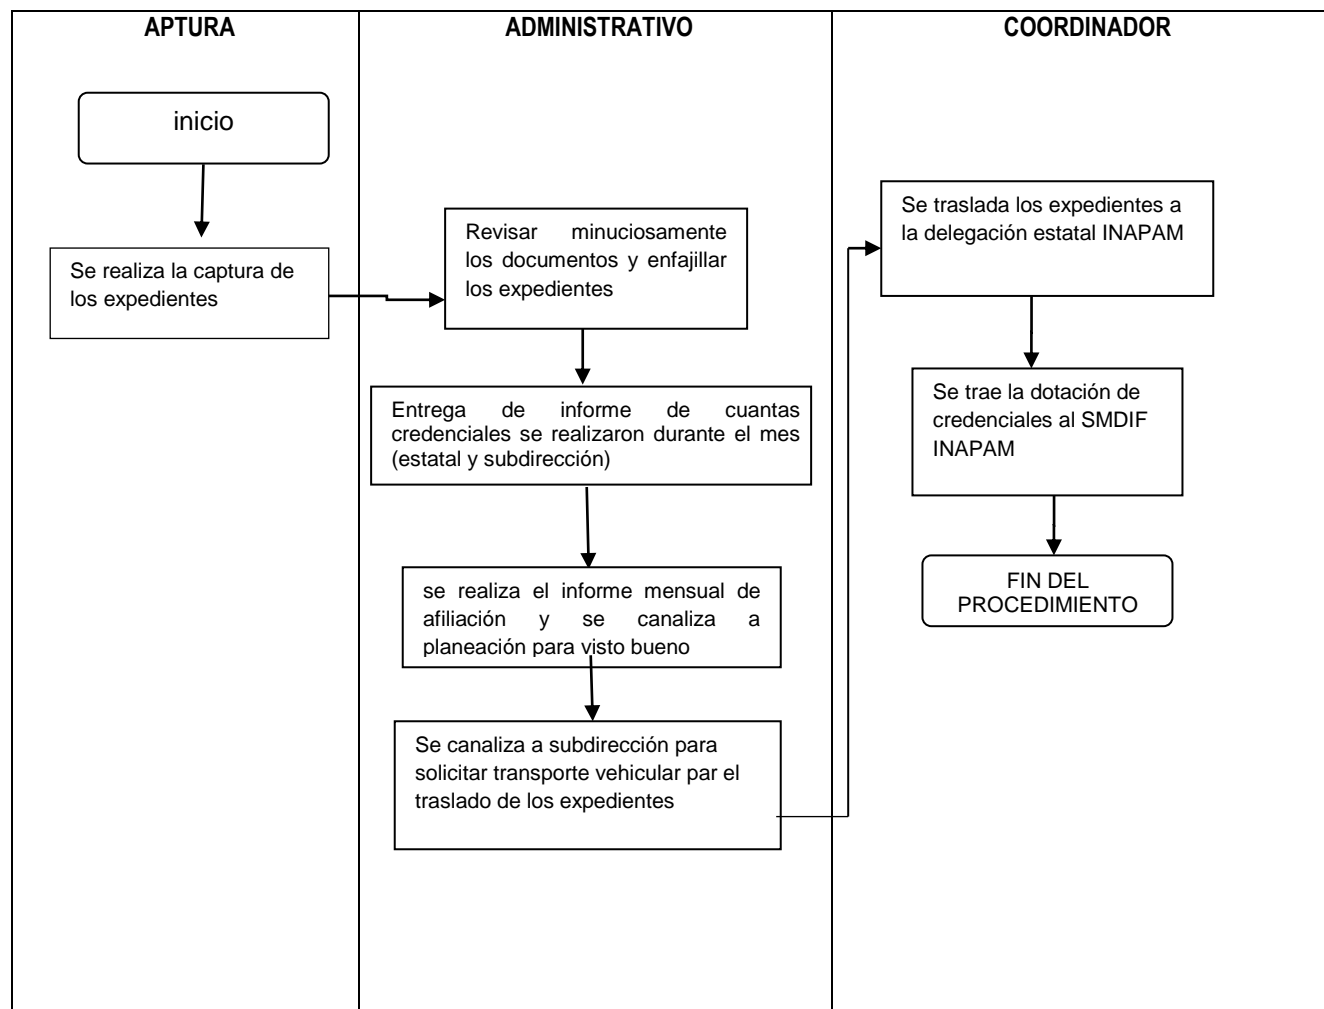 APTURA
ADMINISTRATIVO
COORDINADOR
inicio
Se realiza la captura de
los expedientes
Revisar minuciosamente
los documentos y enfajillar
los expedientes
Entrega de informe de cuantas
credenciales se realizaron durante el mes
(estatal y subdirección)
se realiza el informe mensual de
afiliación y se canaliza a
planeación para visto bueno
Se canaliza a subdirección para
solicitar transporte vehicular par el
traslado de los expedientes
Se traslada los expedientes a
la delegación estatal INAPAM
Se trae la dotación de
credenciales al SMDIF
INAPAM
FIN DEL
PROCEDIMIENTO